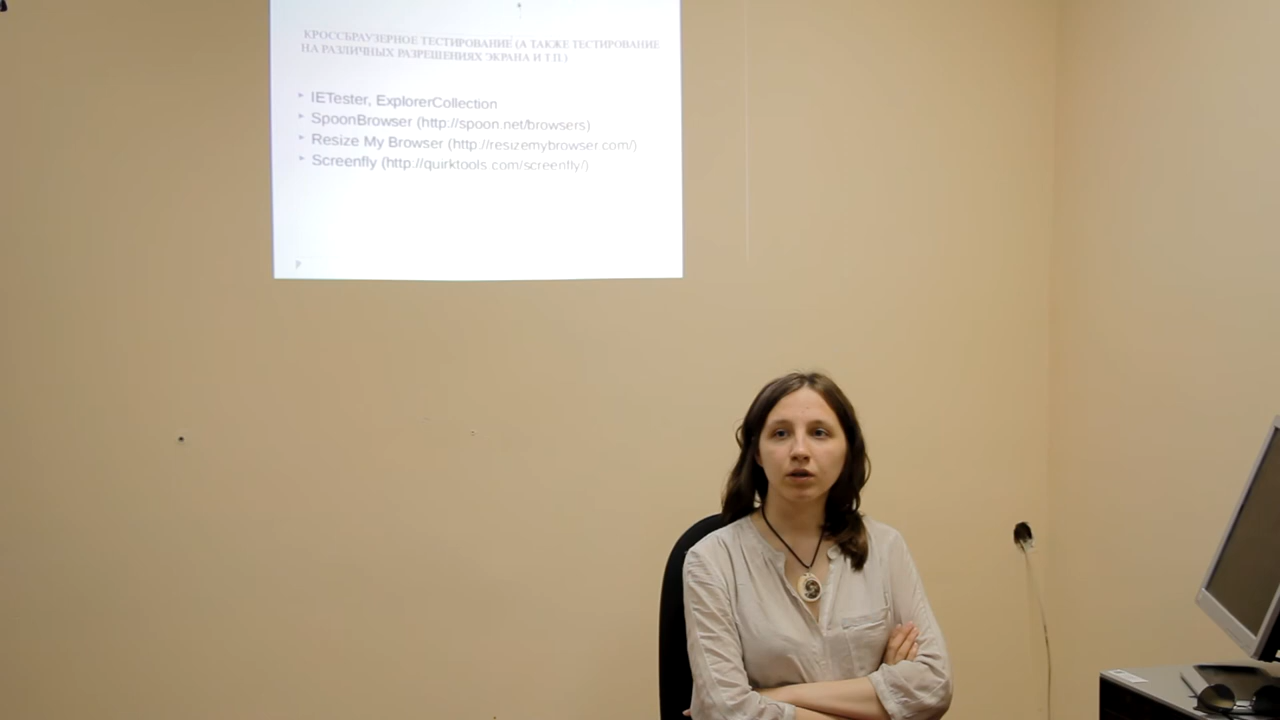 КРОССБРАУЗЕРНОЕ ТЕСТИРОВАНИЕ (А ТАКЖЕ ТЕСТИРОВАНИЕ
НА РАЗЛИЧНЫХ РАЗРЕШЕНИЯХ ЭКРАНА И Т.П.)
IETester, ExplorerCollection
SpoonBrowser (http://spoon.net/browsers)
Resize My Browser (http://resizemybrowser.com/)
Screenfly (http://quirktools.com/screenfly/)